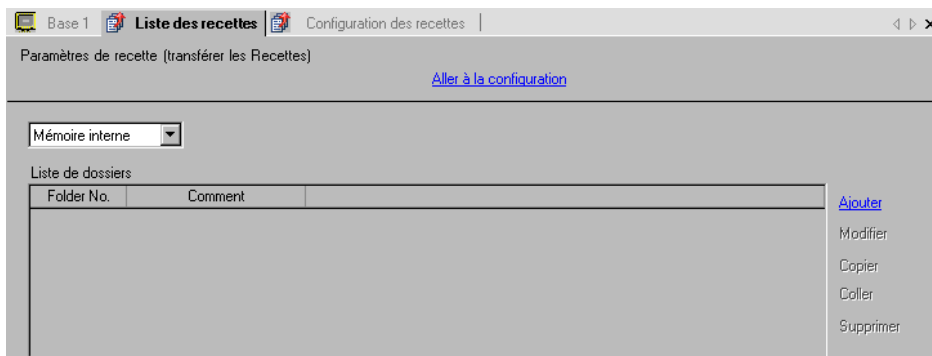 Base 1 Liste des recettes Configuration des recettes
Paramètres de recette (transférer les Recettes)
Aller à la configuration
Mémoire interne
Liste de dossiers
Folder No. Comment
Ajouter
Modifier
Copier
Coller
Supprimer